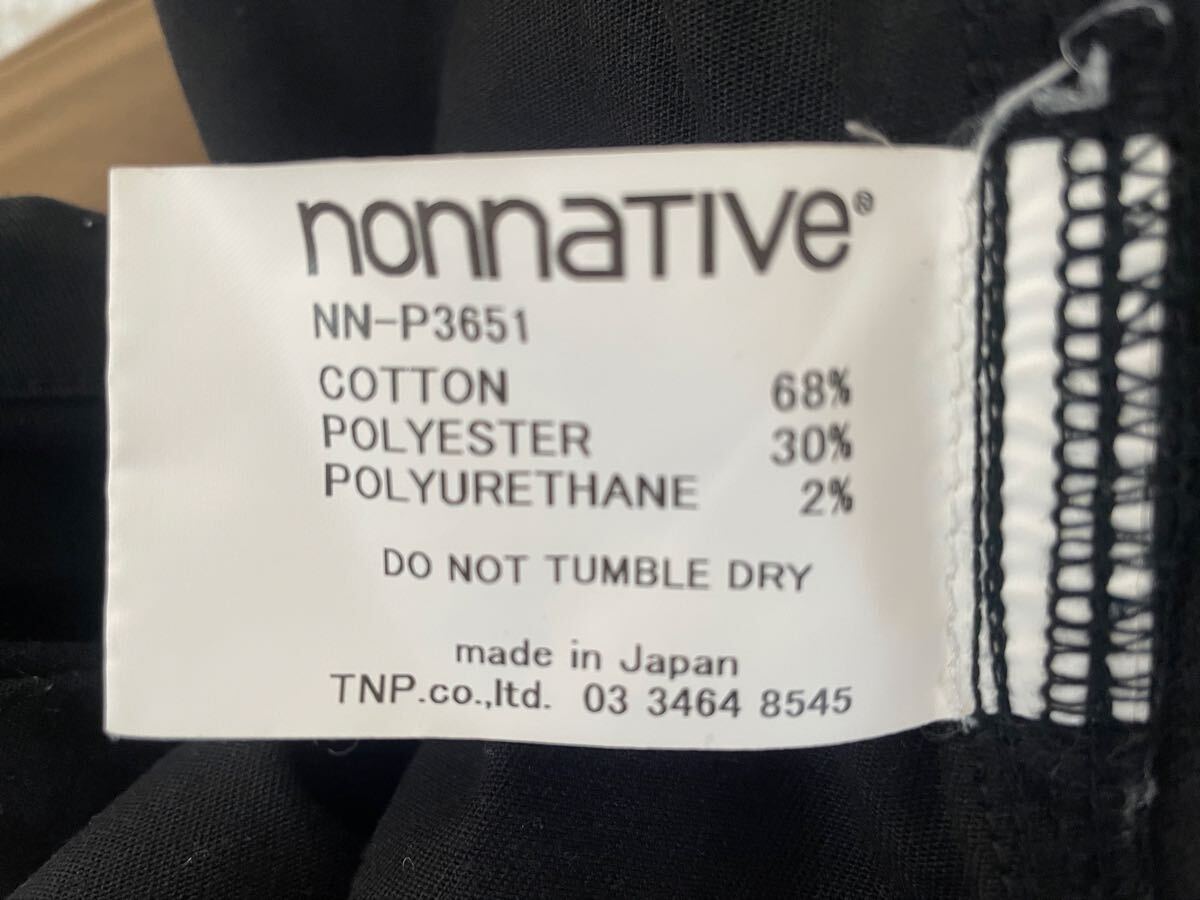 nonnaTIVe®
NN-P3651
COTTON 68%
POLYESTER 30%
POLYURETHANE 2%
DO NOT TUMBLE DRY
made in Japan
TNP.co.,ltd. 03 3464 8545